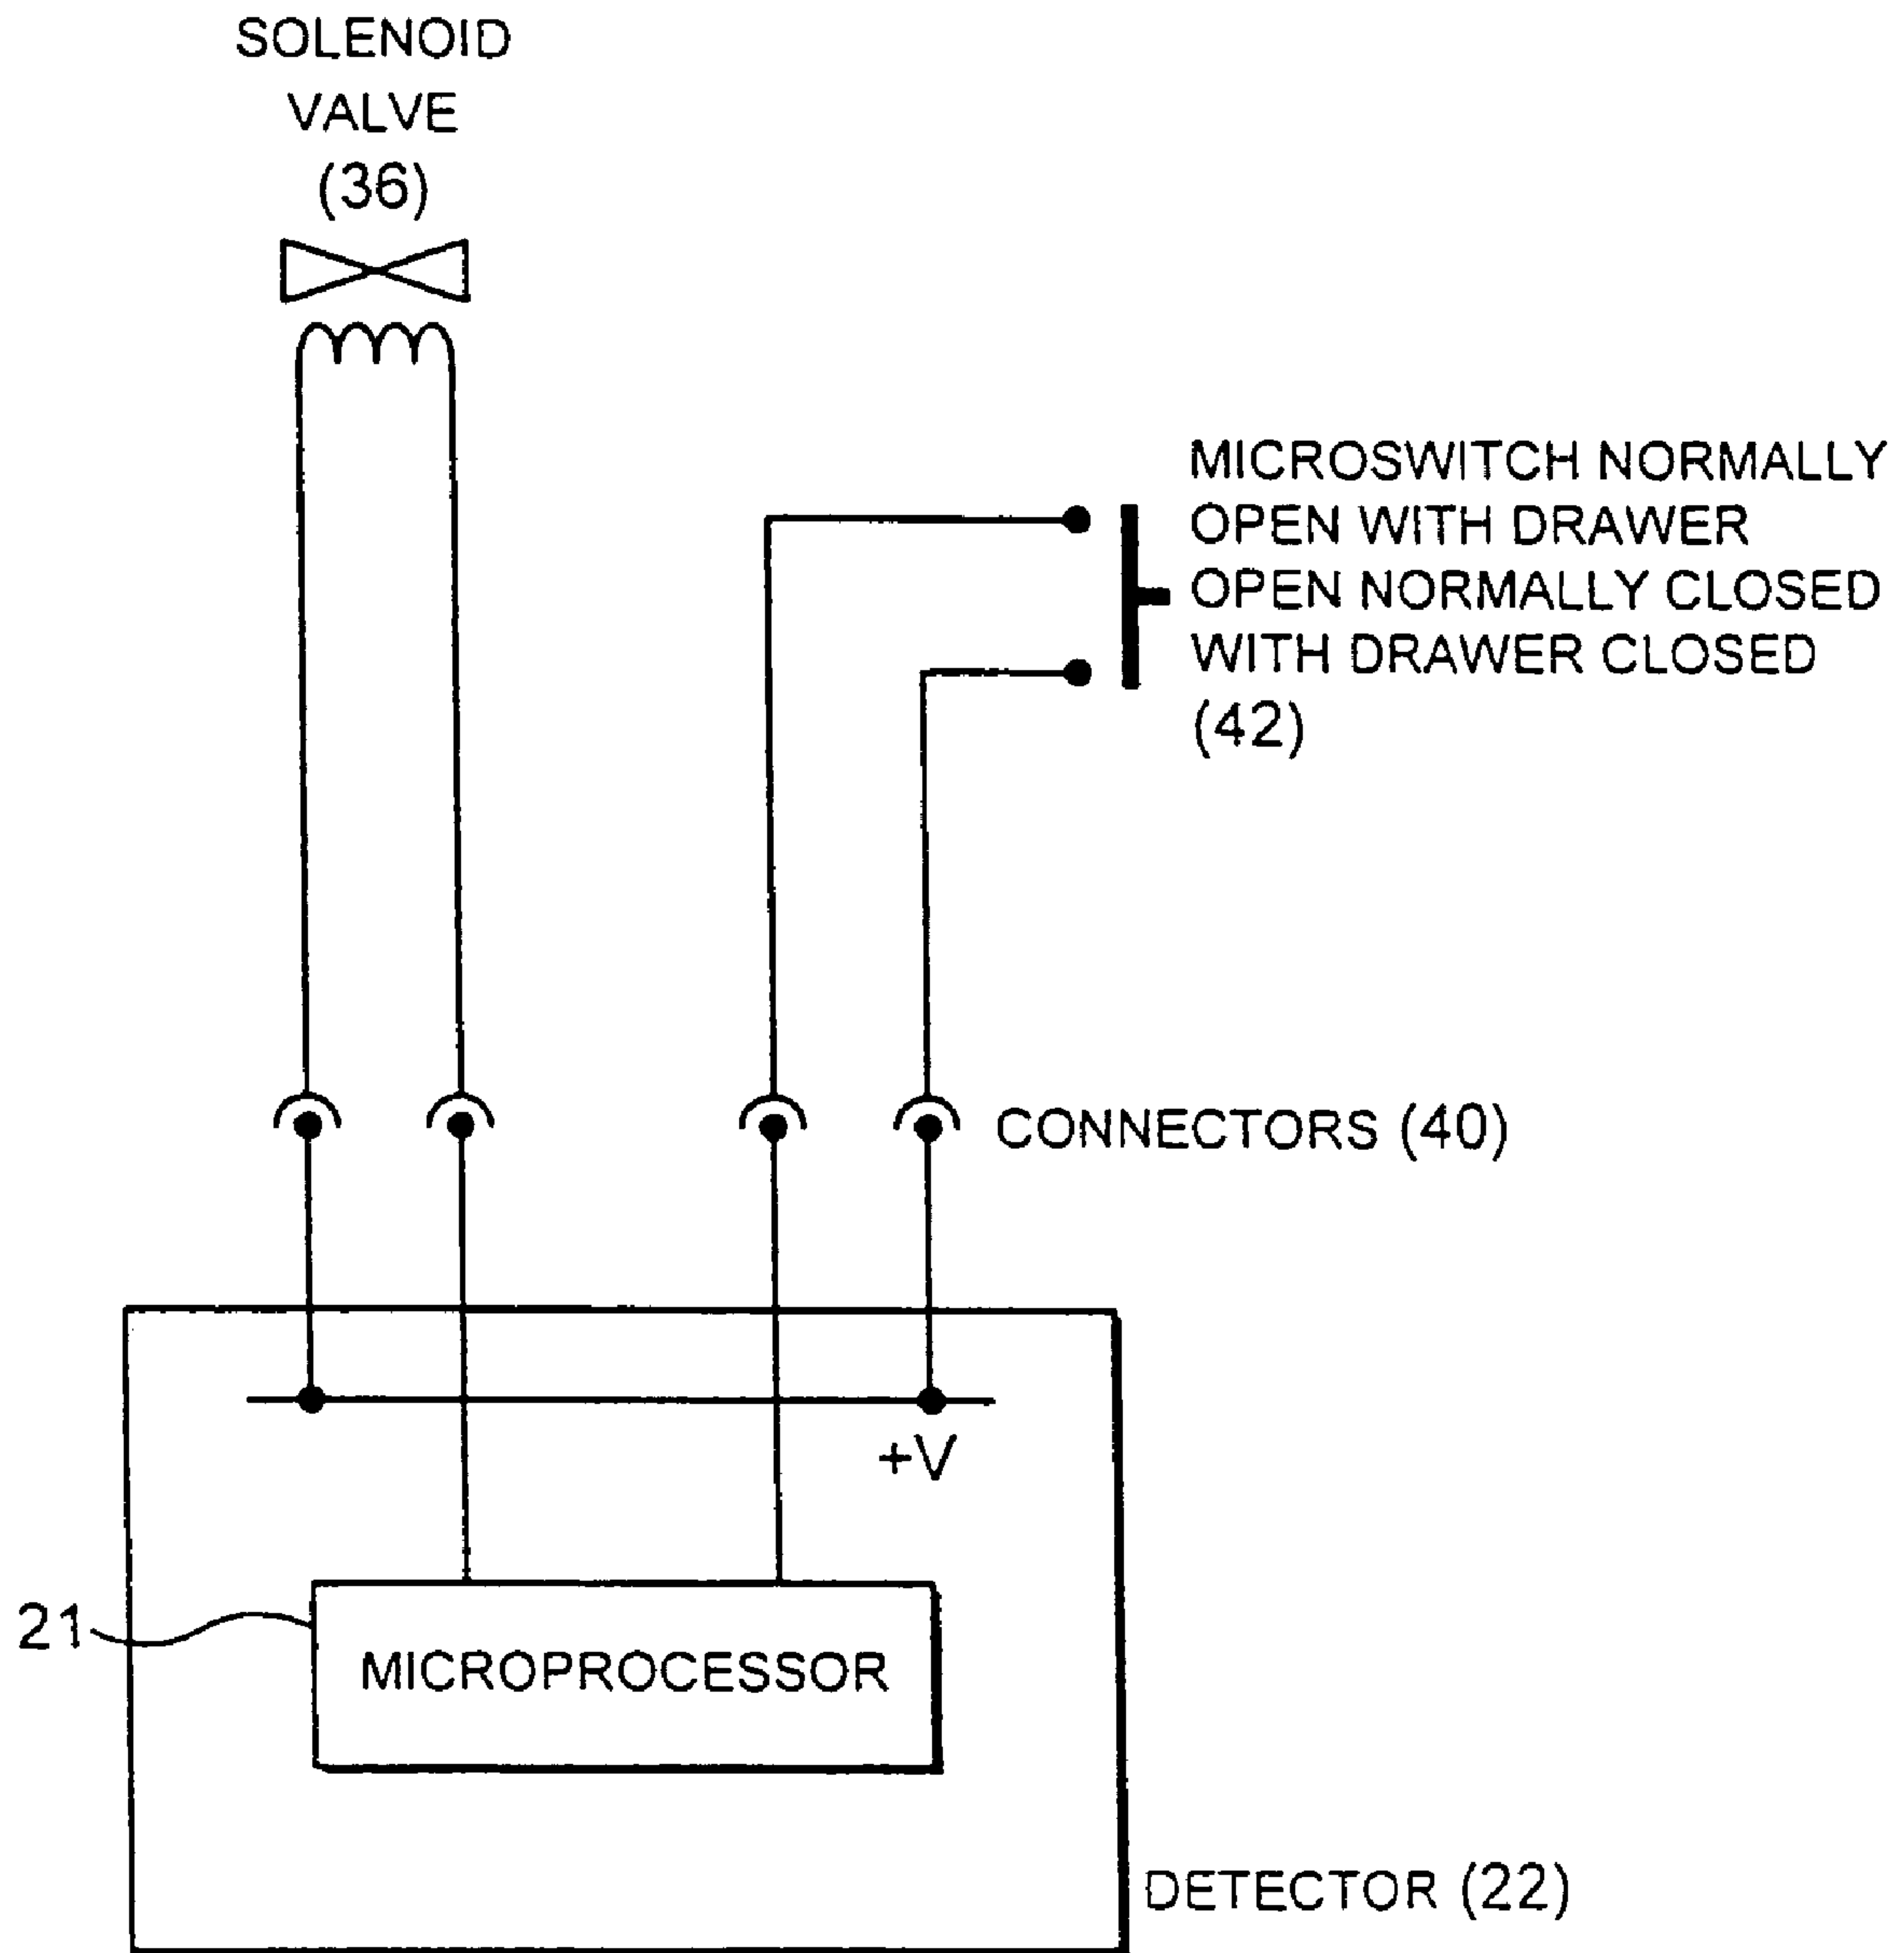 SOLENOID
VALVE
(36)
MICROSWITCH NORMALLY
OPEN WITH DRAWER
OPEN NORMALLY CLOSED
WITH DRAWER CLOSED
(42)
CONNECTORS (40)
+V
21
MICROPROCESSOR
DETECTOR (22)